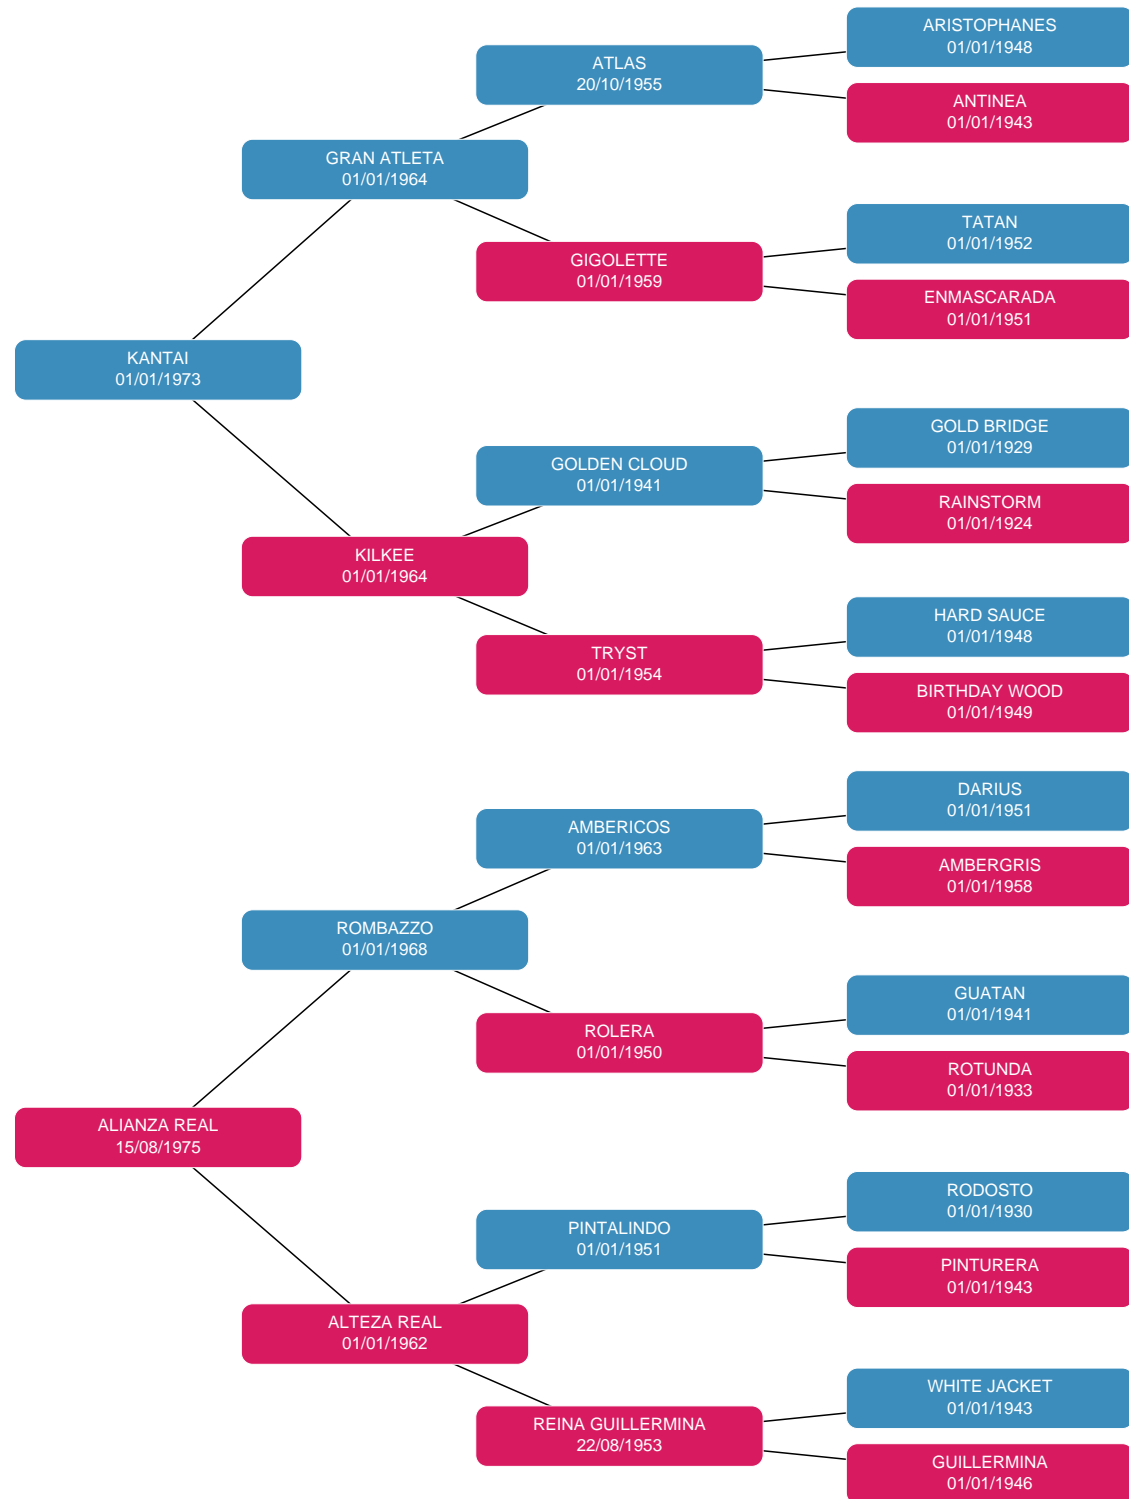 ARISTOPHANES
01/01/1948
ATLAS
20/10/1955
ANTINEA
01/01/1943
GRAN ATLETA
01/01/1964
TATAN
01/01/1952
GIGOLETTE
01/01/1959
ENMASCARADA
01/01/1951
KANTAI
01/01/1973
GOLD BRIDGE
01/01/1929
GOLDEN CLOUD
01/01/1941
RAINSTORM
01/01/1924
KILKEE
01/01/1964
HARD SAUCE
01/01/1948
TRYST
01/01/1954
BIRTHDAY WOOD
01/01/1949
DARIUS
01/01/1951
AMBERICOS
01/01/1963
AMBERGRIS
01/01/1958
ROMBAZZO
01/01/1968
GUATAN
01/01/1941
ROLERA
01/01/1950
ROTUNDA
01/01/1933
ALIANZA REAL
15/08/1975
RODOSTO
01/01/1930
PINTALINDO
01/01/1951
PINTURERA
01/01/1943
ALTEZA REAL
01/01/1962
WHITE JACKET
01/01/1943
REINA GUILLERMINA
22/08/1953
GUILLERMINA
01/01/1946